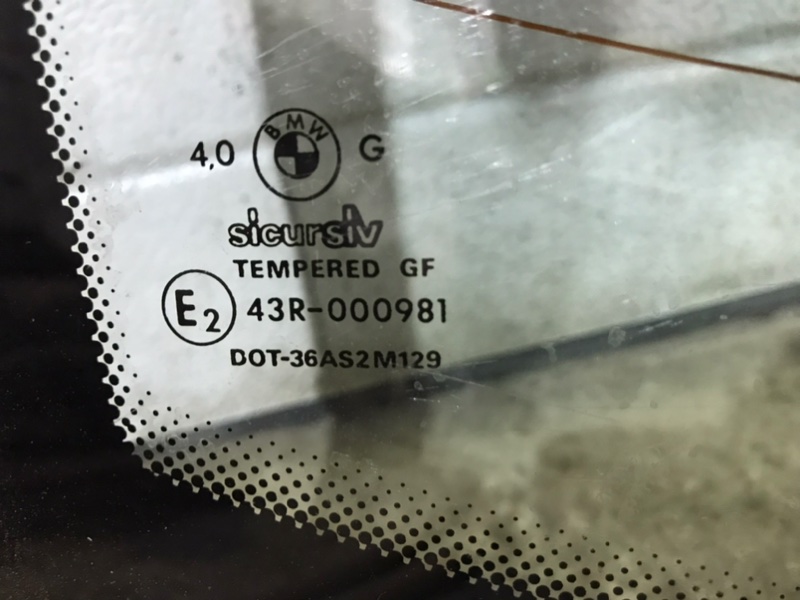 4,0 BMW G
sicursiv
TEMPERED GF
E2 43R-000981
DOT-36AS2M129